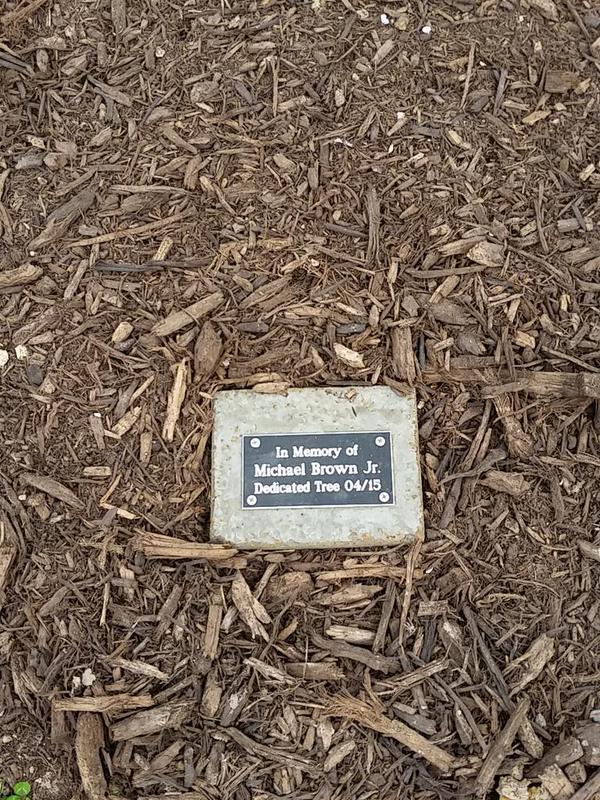 In Memory of
Michael Brown Jr.
Dedicated Tree 04/15